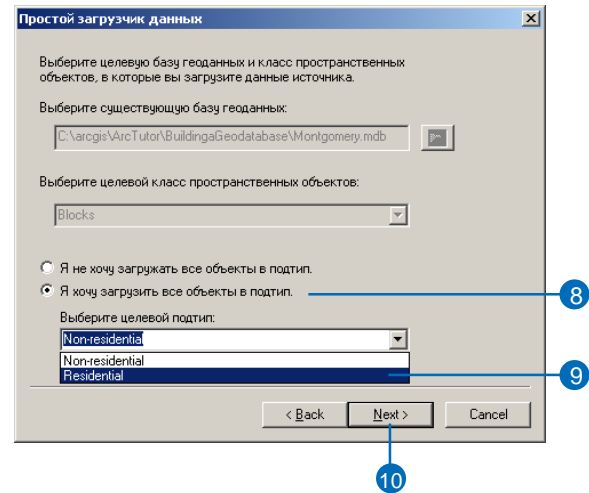 Простой загрузчик данных
Выберите целевую базу геоданных и класс пространственных
объектов, в которые вы загрузите данные источника.
Выберите существующую базу геоданных:
C:\arcgis\ArcTutor\BuildingaGeodatabase\Montgomery.mdb
Выберите целевой класс пространственных объектов:
Blocks
Я не хочу загружать все объекты в подтип.
Я хочу загрузить все объекты в подтип.
8
Выберите целевой подтип:
Non-residential
Non-residential
Residential
9
< Back
Next >
Cancel
10